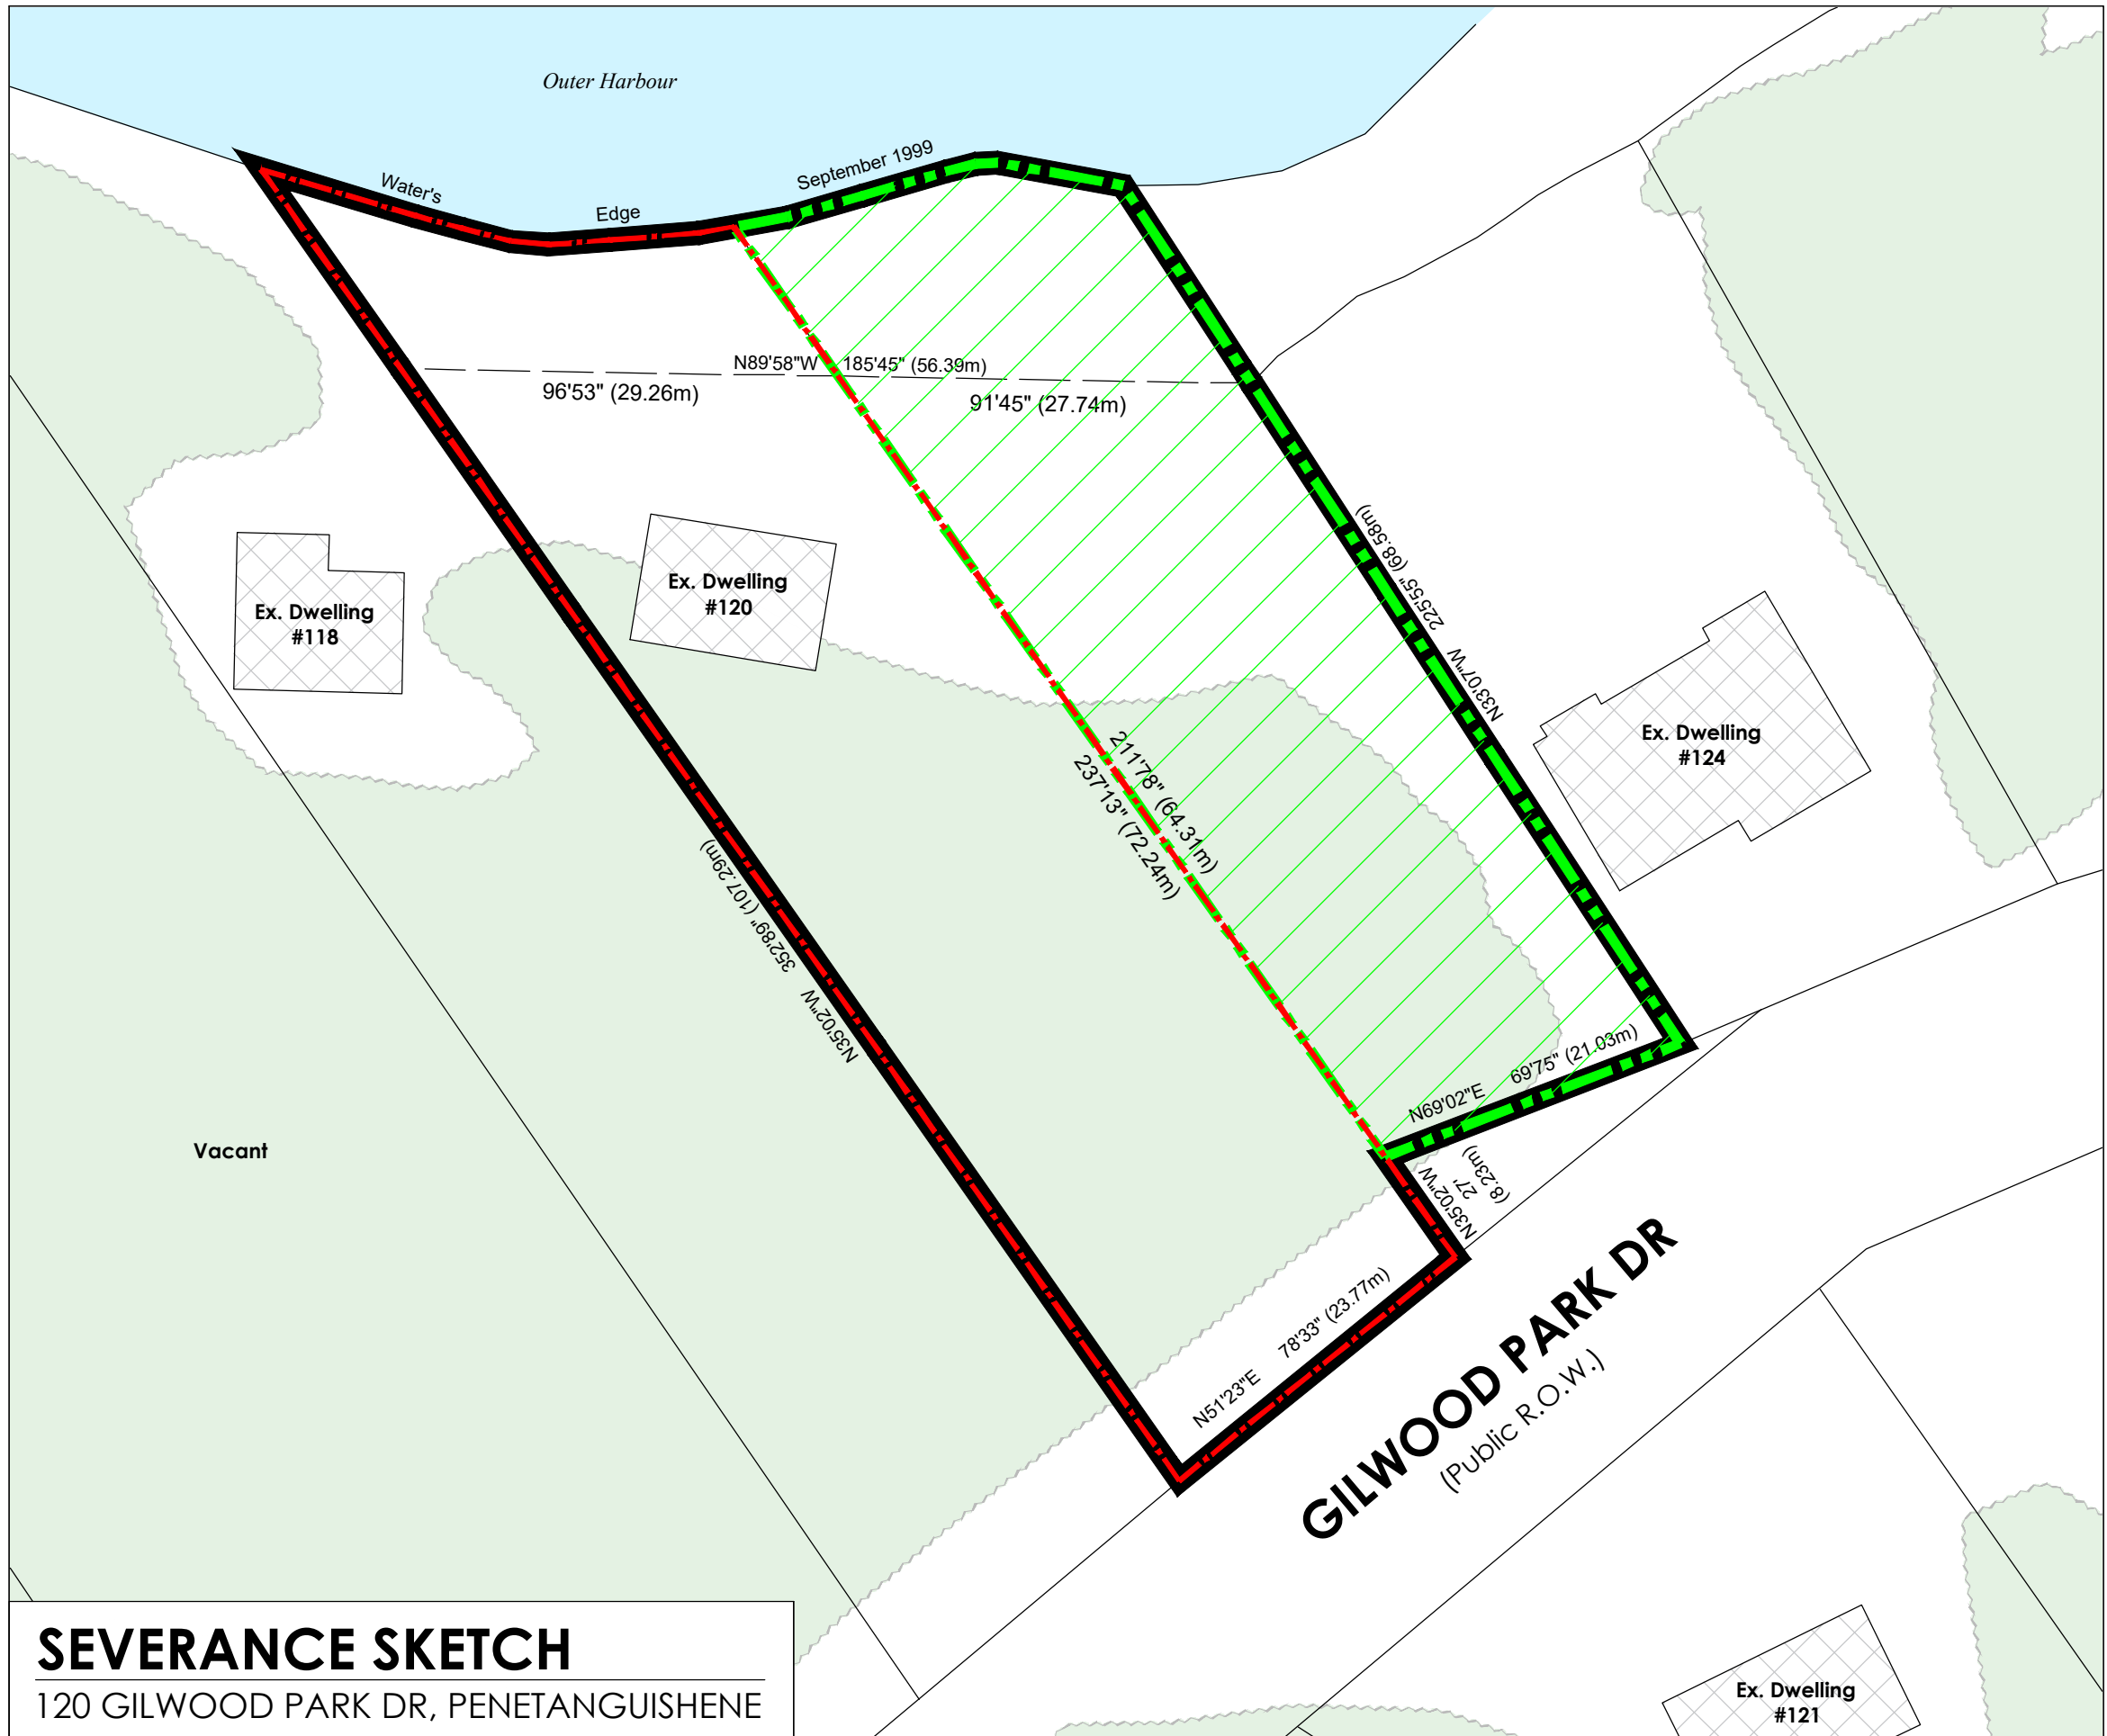 Outer Harbour
Water's
Edge
September 1999
N89'58"W
185'45" (56.39m)
96'53" (29.26m)
91'45" (27.74m)
Ex. Dwelling
#118
Ex. Dwelling
#120
225'55" (68.58m)
N33'07"W
Ex. Dwelling
#124
211'78" (64.31m)
237'13" (72.24m)
352'89" (107.29m)
N35'02"W
N69'02"E
69'75" (21.03m)
N35'02"W
27'
(8.23m)
Vacant
N51'23"E
78'33" (23.77m)
GILWOOD PARK DR
(Public R.O.W.)
SEVERANCE SKETCH
120 GILWOOD PARK DR, PENETANGUISHENE
Ex. Dwelling
#121